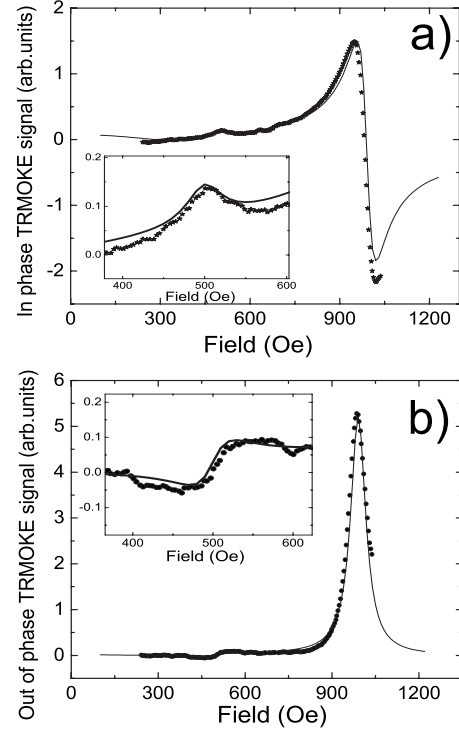 a)
In phase TRMOKE signal (arb.units)
2
1
0
-1
-2
0.2
0.1
0.0
400 500 600
Field (Oe)
0 300 600 900 1200
Field (Oe)
b)
Out of phase TRMOKE signal (arb.units)
6
5
4
3
2
1
0
0.2
0.1
0.0
-0.1
400 500 600
Field (Oe)
0 300 600 900 1200
Field (Oe)